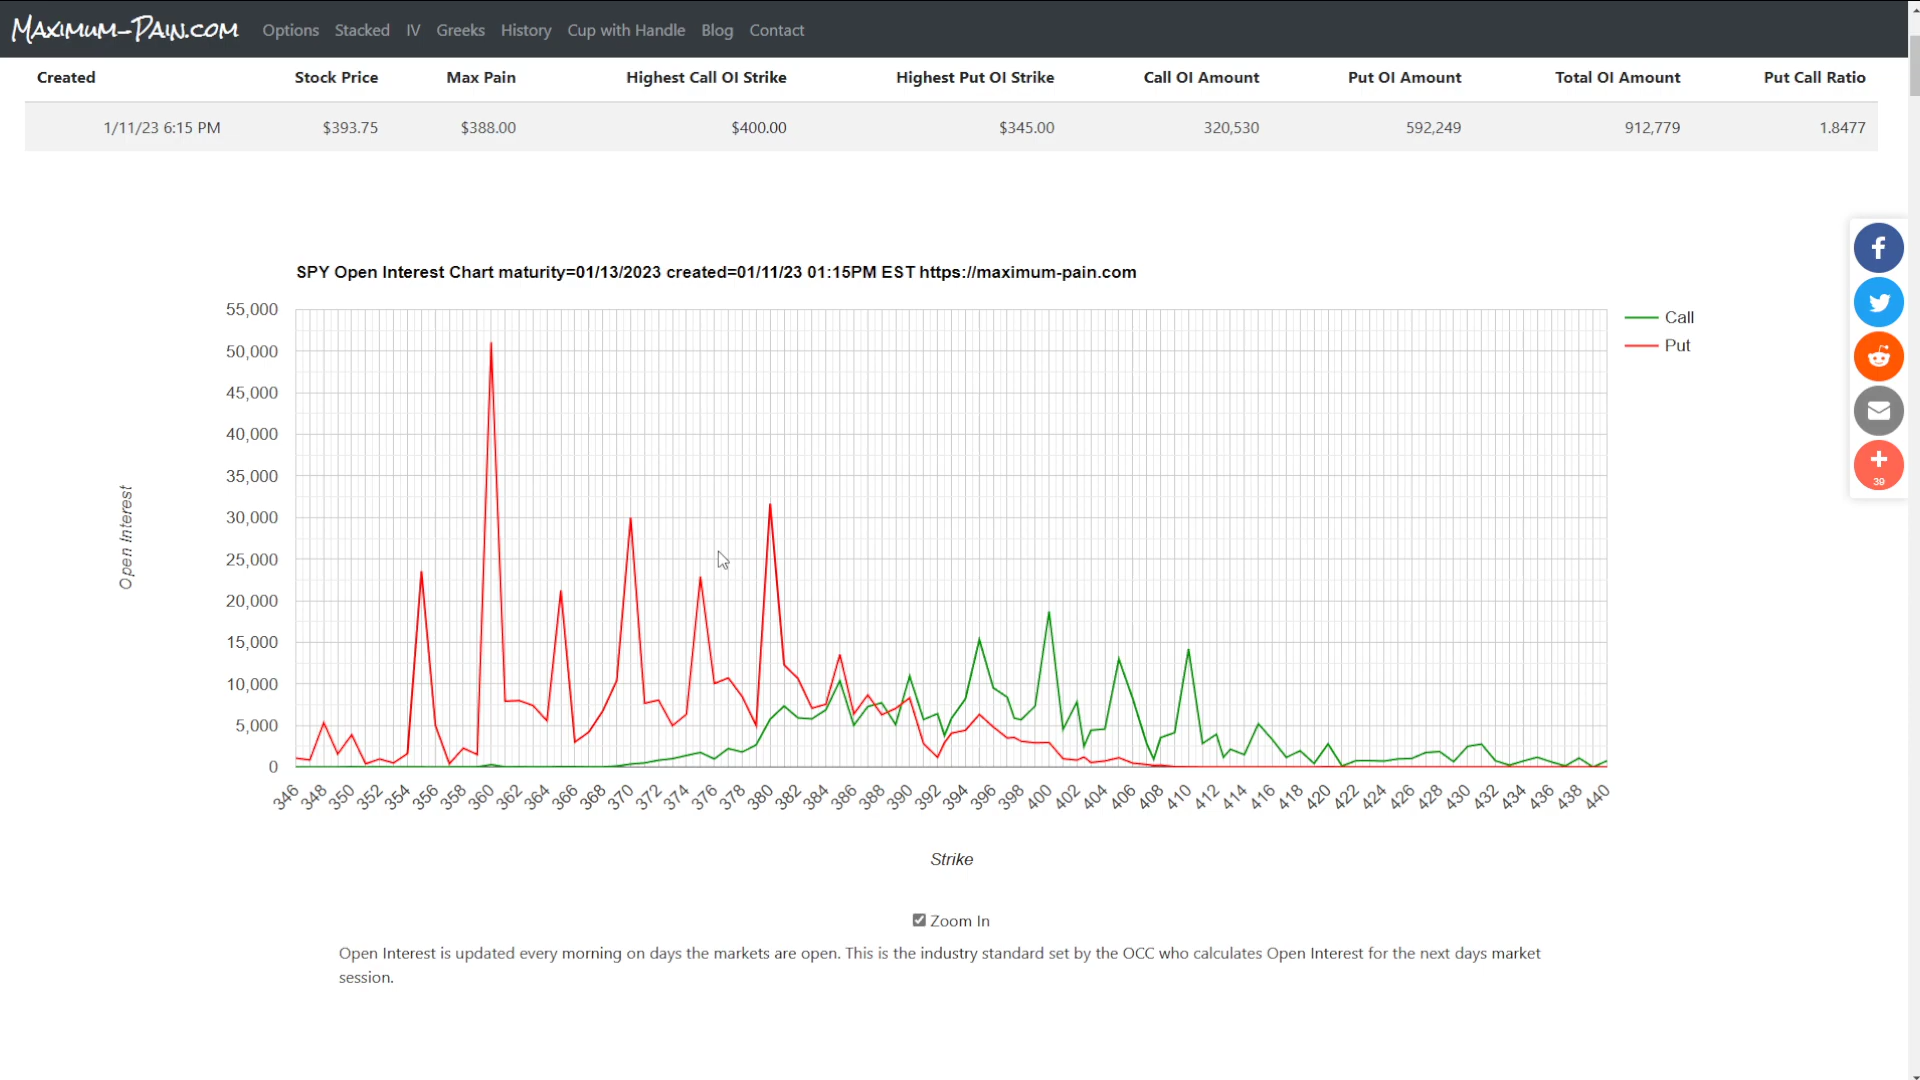 Maximum-Pain.com Options Stacked IV Greeks History Cup with Handle Blog Contact
Created Stock Price Max Pain Highest Call OI Strike Highest Put OI Strike Call OI Amount Put OI Amount Total OI Amount Put Call Ratio
1/11/23 6:15 PM $393.75 $388.00 $400.00 $345.00 320,530 592,249 912,779 1.8477
SPY Open Interest Chart maturity=01/13/2023 created=01/11/23 01:15PM EST https://maximum-pain.com
55,000
50,000
45,000
40,000
35,000
30,000
25,000
20,000
15,000
10,000
5,000
0
Open Interest
Call
Put
39
346 348 350 352 354 356 358 360 362 364 366 368 370 372 374 376 378 380 382 384 386 388 390 392 394 396 398 400 402 404 406 408 410 412 414 416 418 420 422 424 426 428 430 432 434 436 438 440
Strike
Zoom In
Open Interest is updated every morning on days the markets are open. This is the industry standard set by the OCC who calculates Open Interest for the next days market
session.